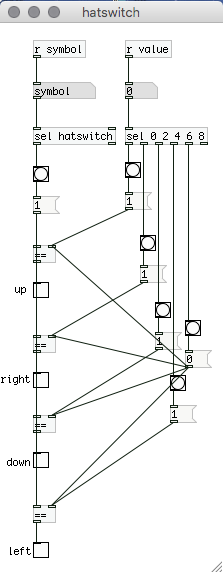 hatswitch
r symbol
r value
symbol
0
sel hatswitch
sel 0 2 4 6 8
1
1
==
up
1
==
1
0
right
1
==
down
==
left